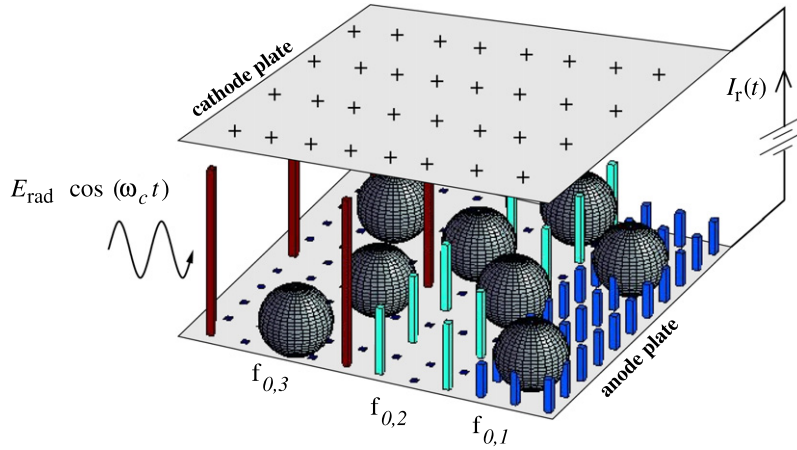 cathode plate
I_r(t)
E_rad cos (ω_c t)
anode plate
f_0,3
f_0,2
f_0,1